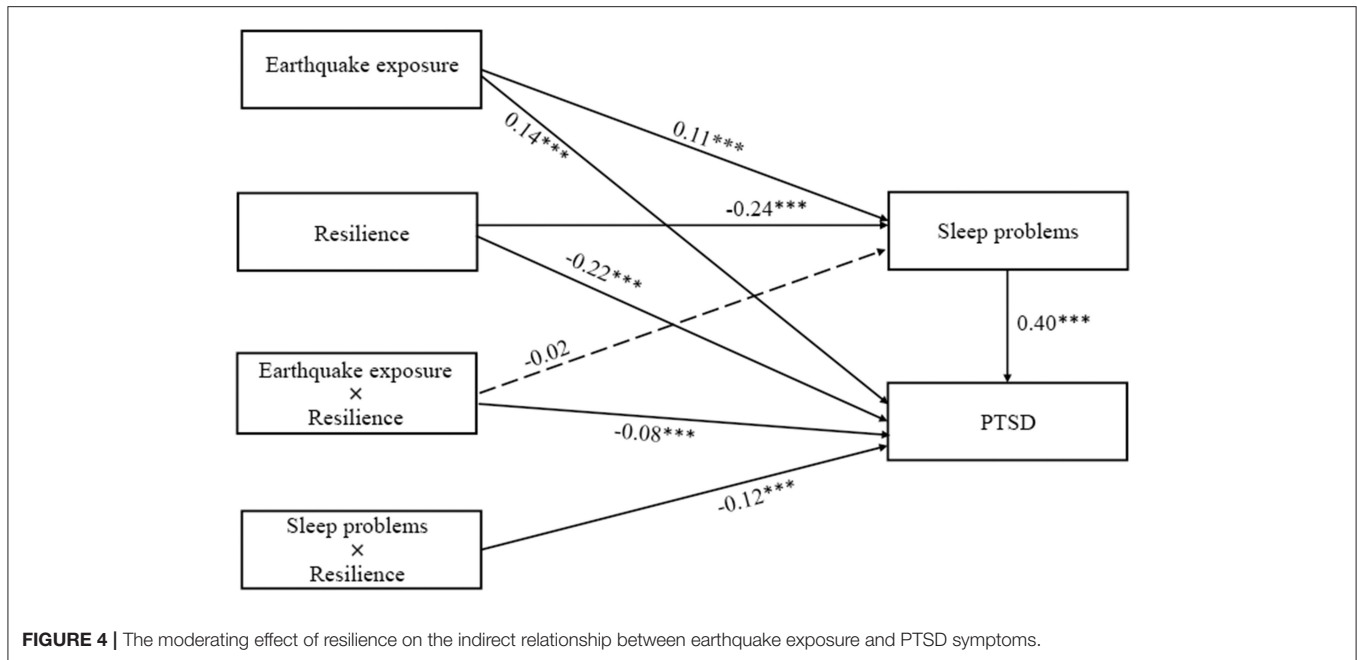 Earthquake exposure
0.11***
0.14***
Resilience
-0.24***
Sleep problems
-0.22***
0.40***
-0.02
Earthquake exposure
×
Resilience
-0.08***
PTSD
-0.12***
Sleep problems
×
Resilience
FIGURE 4 | The moderating effect of resilience on the indirect relationship between earthquake exposure and PTSD symptoms.